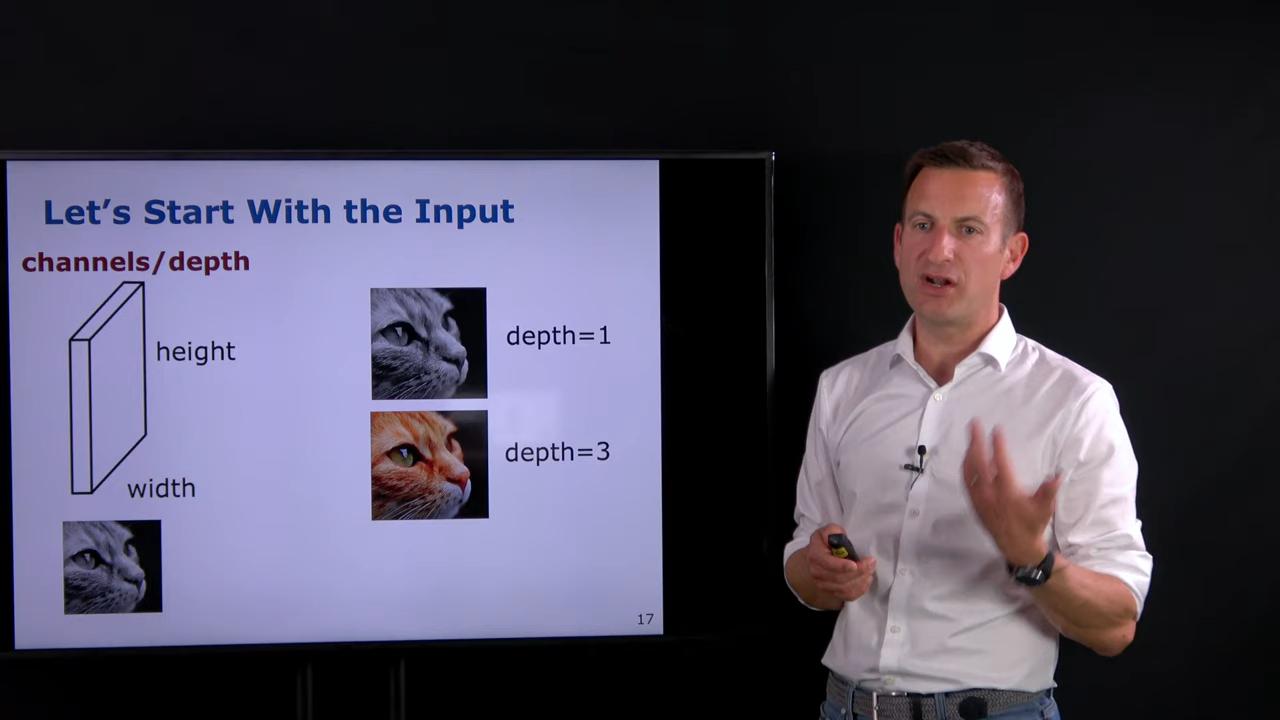 Let's Start With the Input
channels/depth
height
width
depth=1
depth=3
17